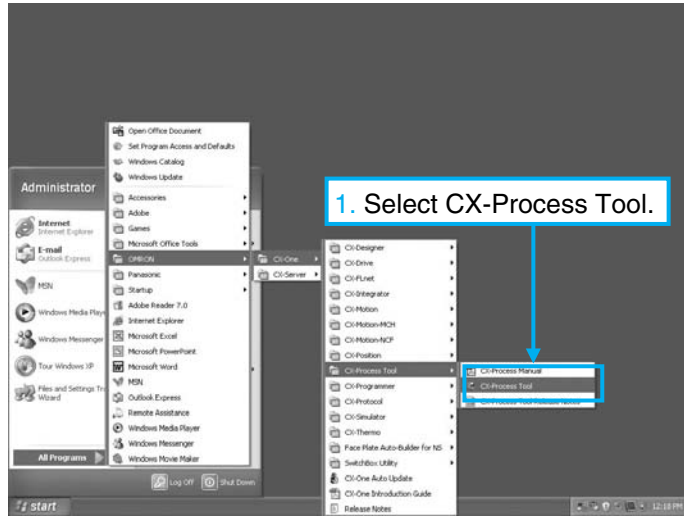 Open Office Document
Set Program Access and Defaults
Windows Catalog
Windows Update
Administrator
Accessories
Adobe
Games
Microsoft Office Tools
OMRON
Panasonic
Startup
Adobe Reader 7.0
Internet Explorer
Microsoft Excel
Microsoft PowerPoint
Microsoft Word
MSN
Outlook Express
Remote Assistance
Windows Media Player
Windows Messenger
Windows Movie Maker
Internet
Internet Explorer
E-mail
Outlook Express
MSN
Windows Media Play
Windows Messenger
Tour Windows XP
Files and Settings Tr
Wizard
All Programs
Log Off
Shut Down
start
1. Select CX-Process Tool.
CX-One
CX-Server
CX-Designer
CX-Drive
CX-FLnet
CX-Integrator
CX-Motion
CX-Motion-MCH
CX-Motion-NCF
CX-Position
CX-Process Tool
CX-Programmer
CX-Protocol
CX-Simulator
CX-Thermo
Face Plate Auto-Builder for NS
SwitchBox Utility
CX-One Auto Update
CX-One Introduction Guide
Release Notes
CX-Process Manual
CX-Process Tool
CX-Process Tool Release Notes
12:18 PM